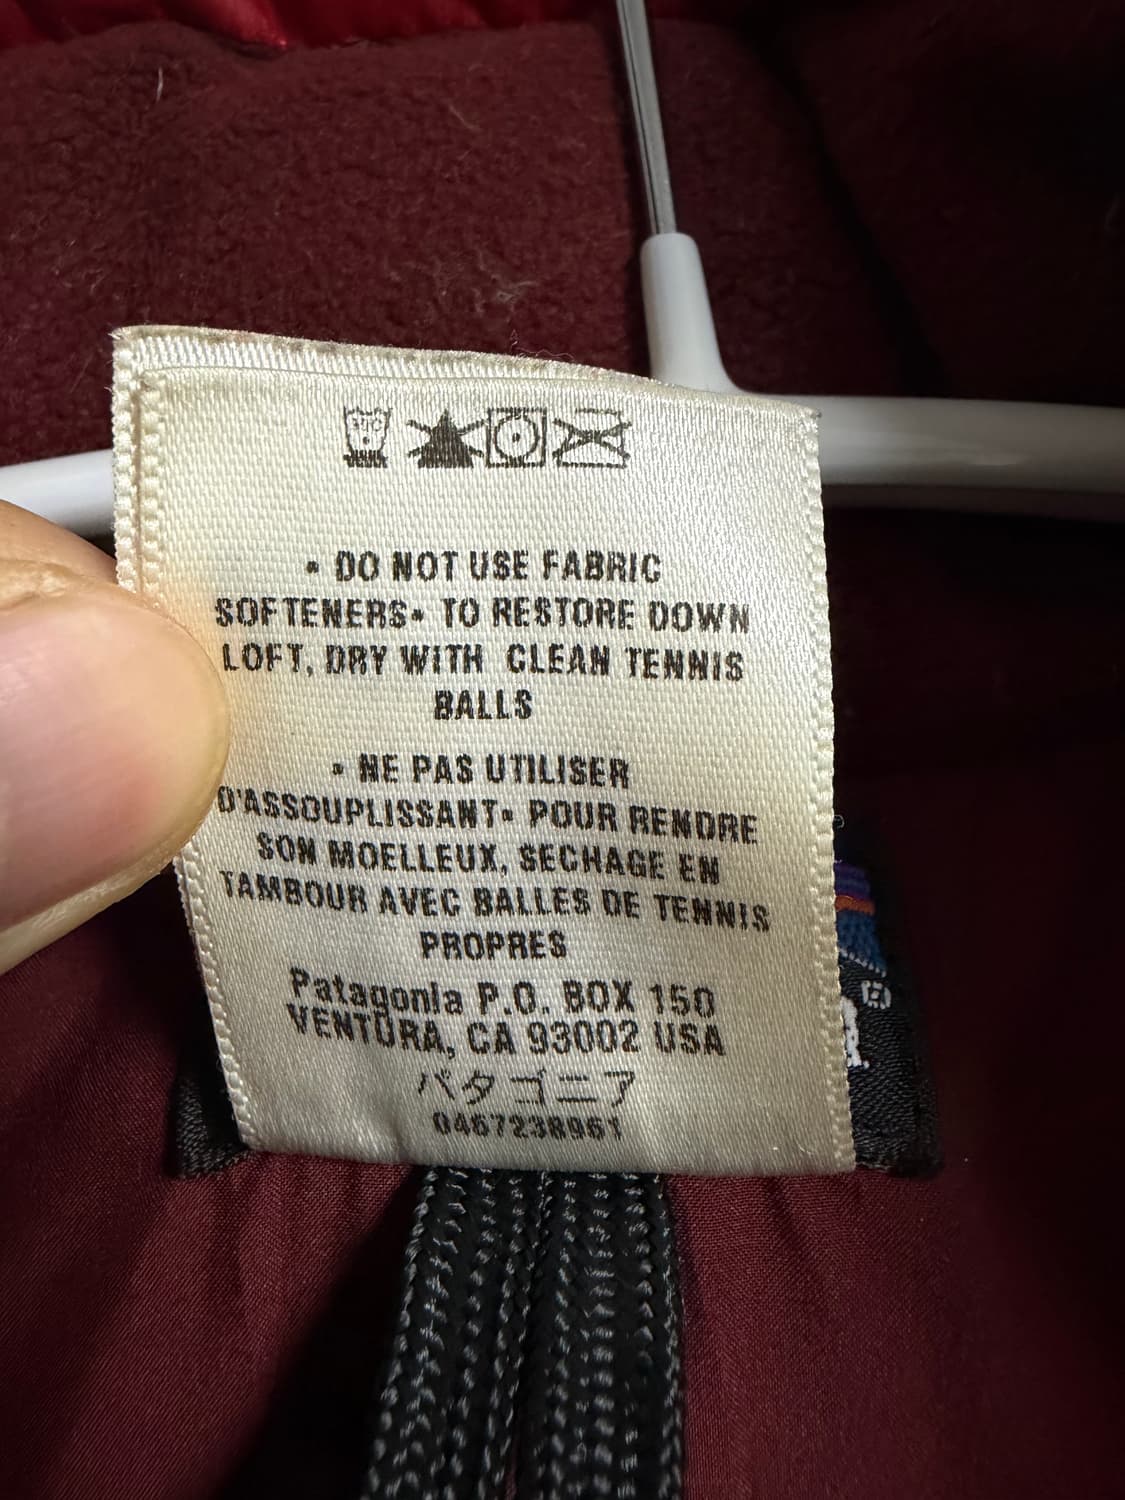 • DO NOT USE FABRIC
SOFTENERS• TO RESTORE DOWN
LOFT, DRY WITH CLEAN TENNIS
BALLS
• NE PAS UTILISER
D'ASSOUPLISSANT• POUR RENDRE
SON MOELLEUX, SECHAGE EN
TAMBOUR AVEC BALLES DE TENNIS
PROPRES
Patagonia P.O. BOX 150
VENTURA, CA 93002 USA
パタゴニア
0467238961